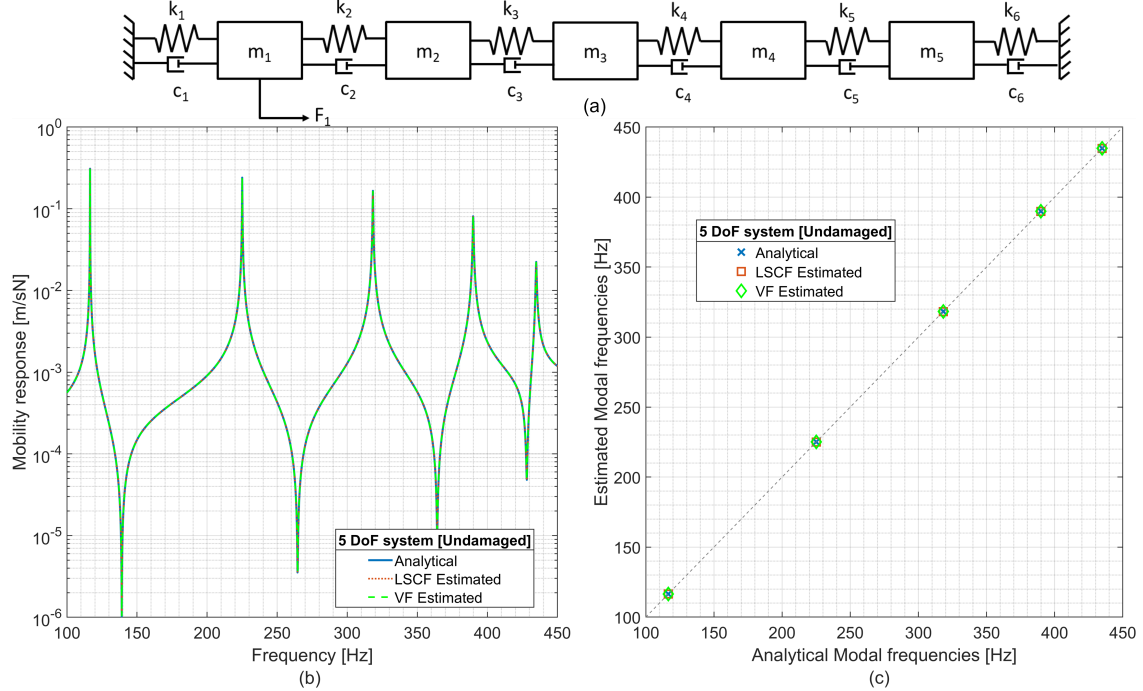 k1 k2 k3 k4 k5 k6
m1 m2 m3 m4 m5
c1 c2 c3 c4 c5 c6
F1
(a)
10^0
10^-1
10^-2
10^-3
10^-4
10^-5
10^-6
Mobility response [m/sN]
5 DoF system [Undamaged]
Analytical
LSCF Estimated
VF Estimated
100 150 200 250 300 350 400 450
Frequency [Hz]
(b)
450
400
350
300
250
200
150
100
Estimated Modal frequencies [Hz]
5 DoF system [Undamaged]
Analytical
LSCF Estimated
VF Estimated
100 150 200 250 300 350 400 450
Analytical Modal frequencies [Hz]
(c)